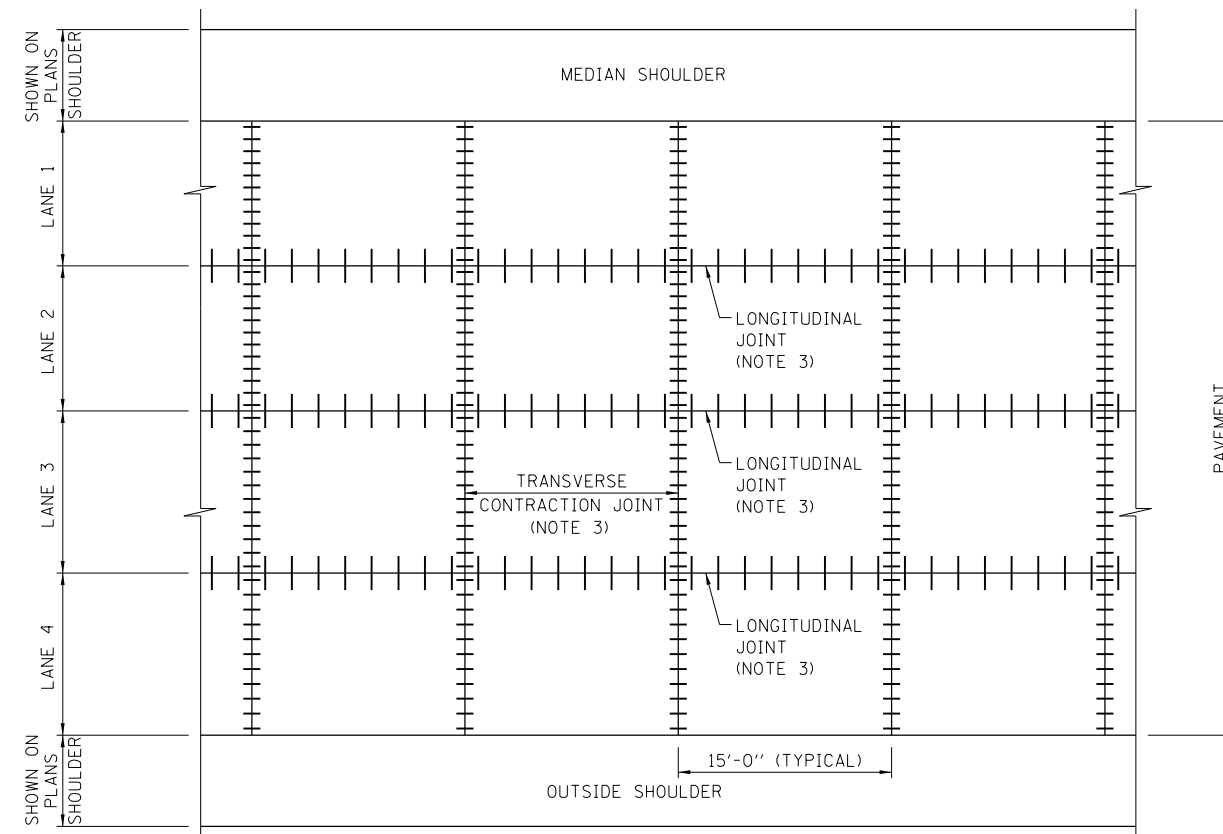 SHOWN ON
PLANS
SHOULDER
MEDIAN SHOULDER
LANE 1
LANE 2
LONGITUDINAL
JOINT
(NOTE 3)
PAVEMENT
LANE 3
TRANSVERSE
CONTRACTION JOINT
(NOTE 3)
LONGITUDINAL
JOINT
(NOTE 3)
LANE 4
LONGITUDINAL
JOINT
(NOTE 3)
SHOWN ON
PLANS
SHOULDER
15'-0" (TYPICAL)
OUTSIDE SHOULDER